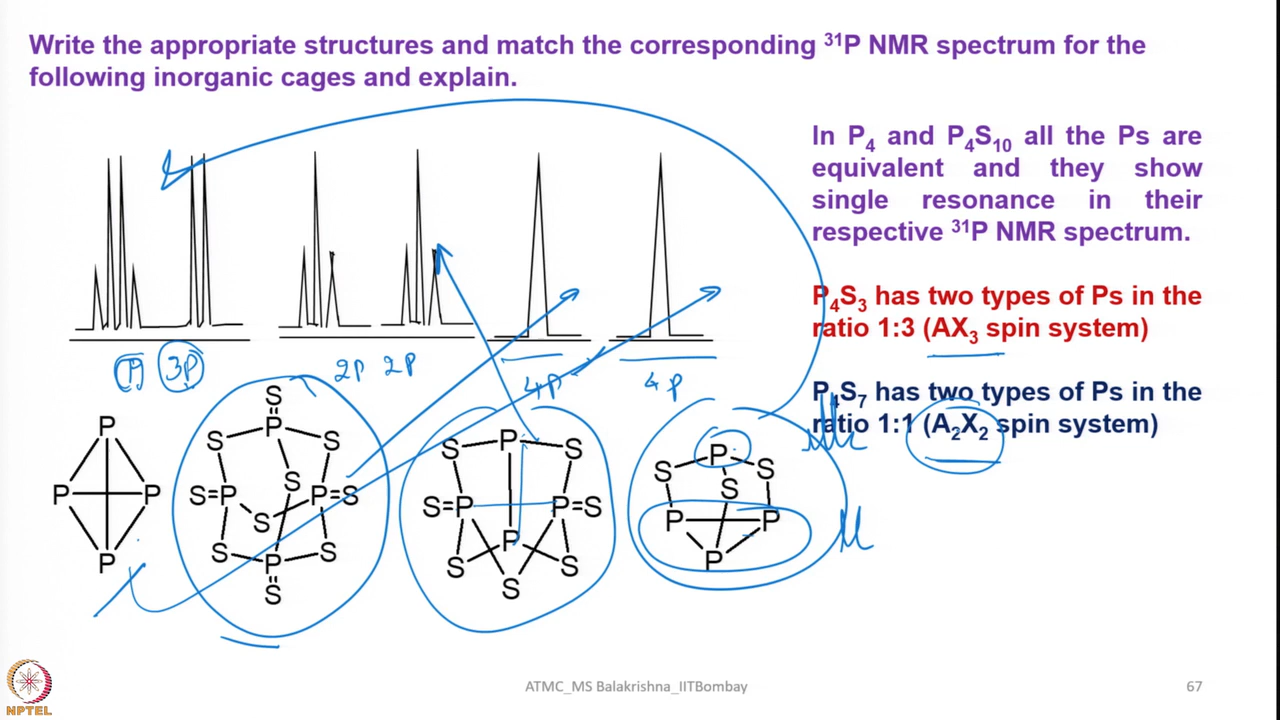 Write the appropriate structures and match the corresponding ³¹P NMR spectrum for the
following inorganic cages and explain.
In P₄ and P₄S₁₀ all the Ps are
equivalent and they show
single resonance in their
respective ³¹P NMR spectrum.
P₄S₃ has two types of Ps in the
ratio 1:3 (AX₃ spin system)
P₄S₇ has two types of Ps in the
ratio 1:1 (A₂X₂ spin system)
1P 3P 2P 2P 4P 4P
P
P P
P
S
P
S S
S
S=P P=S
S
S S
P
S
S P S
S=P P=S
P
S S
S
P
S S
S
P P
P
ATMC_MS Balakrishna_IITBombay
67
NPTEL